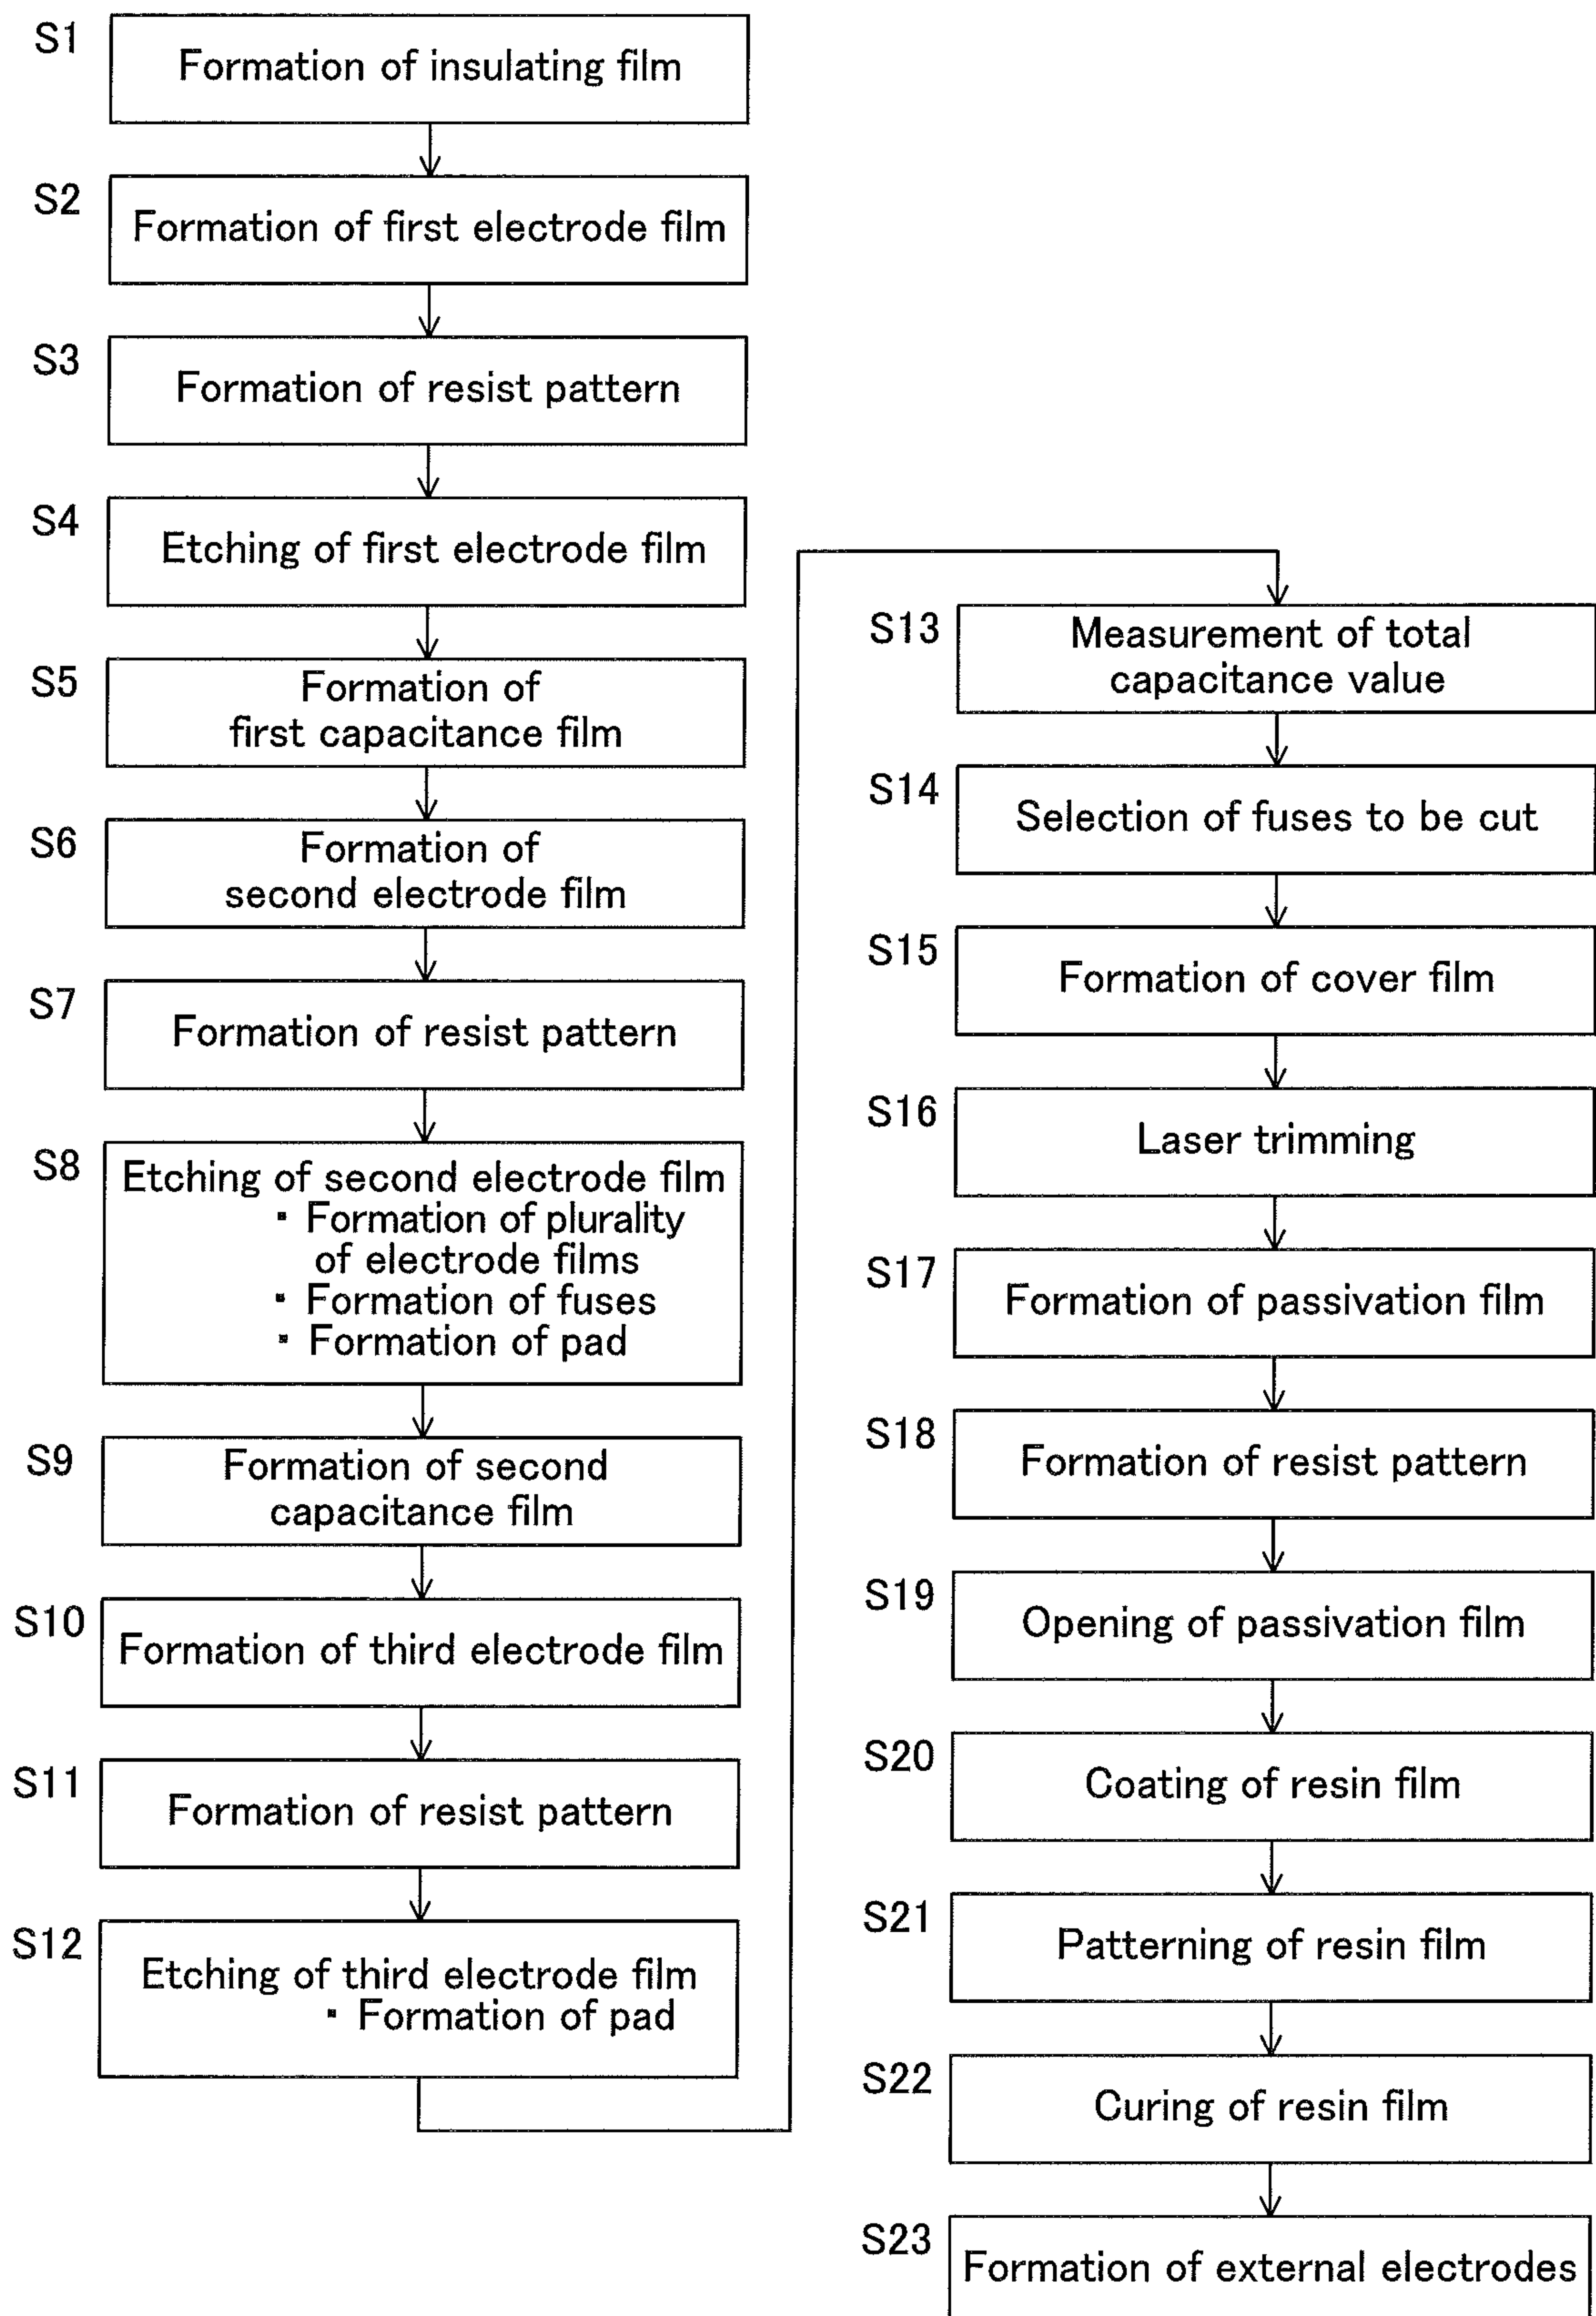 S1
Formation of insulating film
S2
Formation of first electrode film
S3
Formation of resist pattern
S4
Etching of first electrode film
S5
Formation of
first capacitance film
S6
Formation of
second electrode film
S7
Formation of resist pattern
S8
Etching of second electrode film
・ Formation of plurality
of electrode films
・ Formation of fuses
・ Formation of pad
S9
Formation of second
capacitance film
S10
Formation of third electrode film
S11
Formation of resist pattern
S12
Etching of third electrode film
・ Formation of pad
S13
Measurement of total
capacitance value
S14
Selection of fuses to be cut
S15
Formation of cover film
S16
Laser trimming
S17
Formation of passivation film
S18
Formation of resist pattern
S19
Opening of passivation film
S20
Coating of resin film
S21
Patterning of resin film
S22
Curing of resin film
S23
Formation of external electrodes